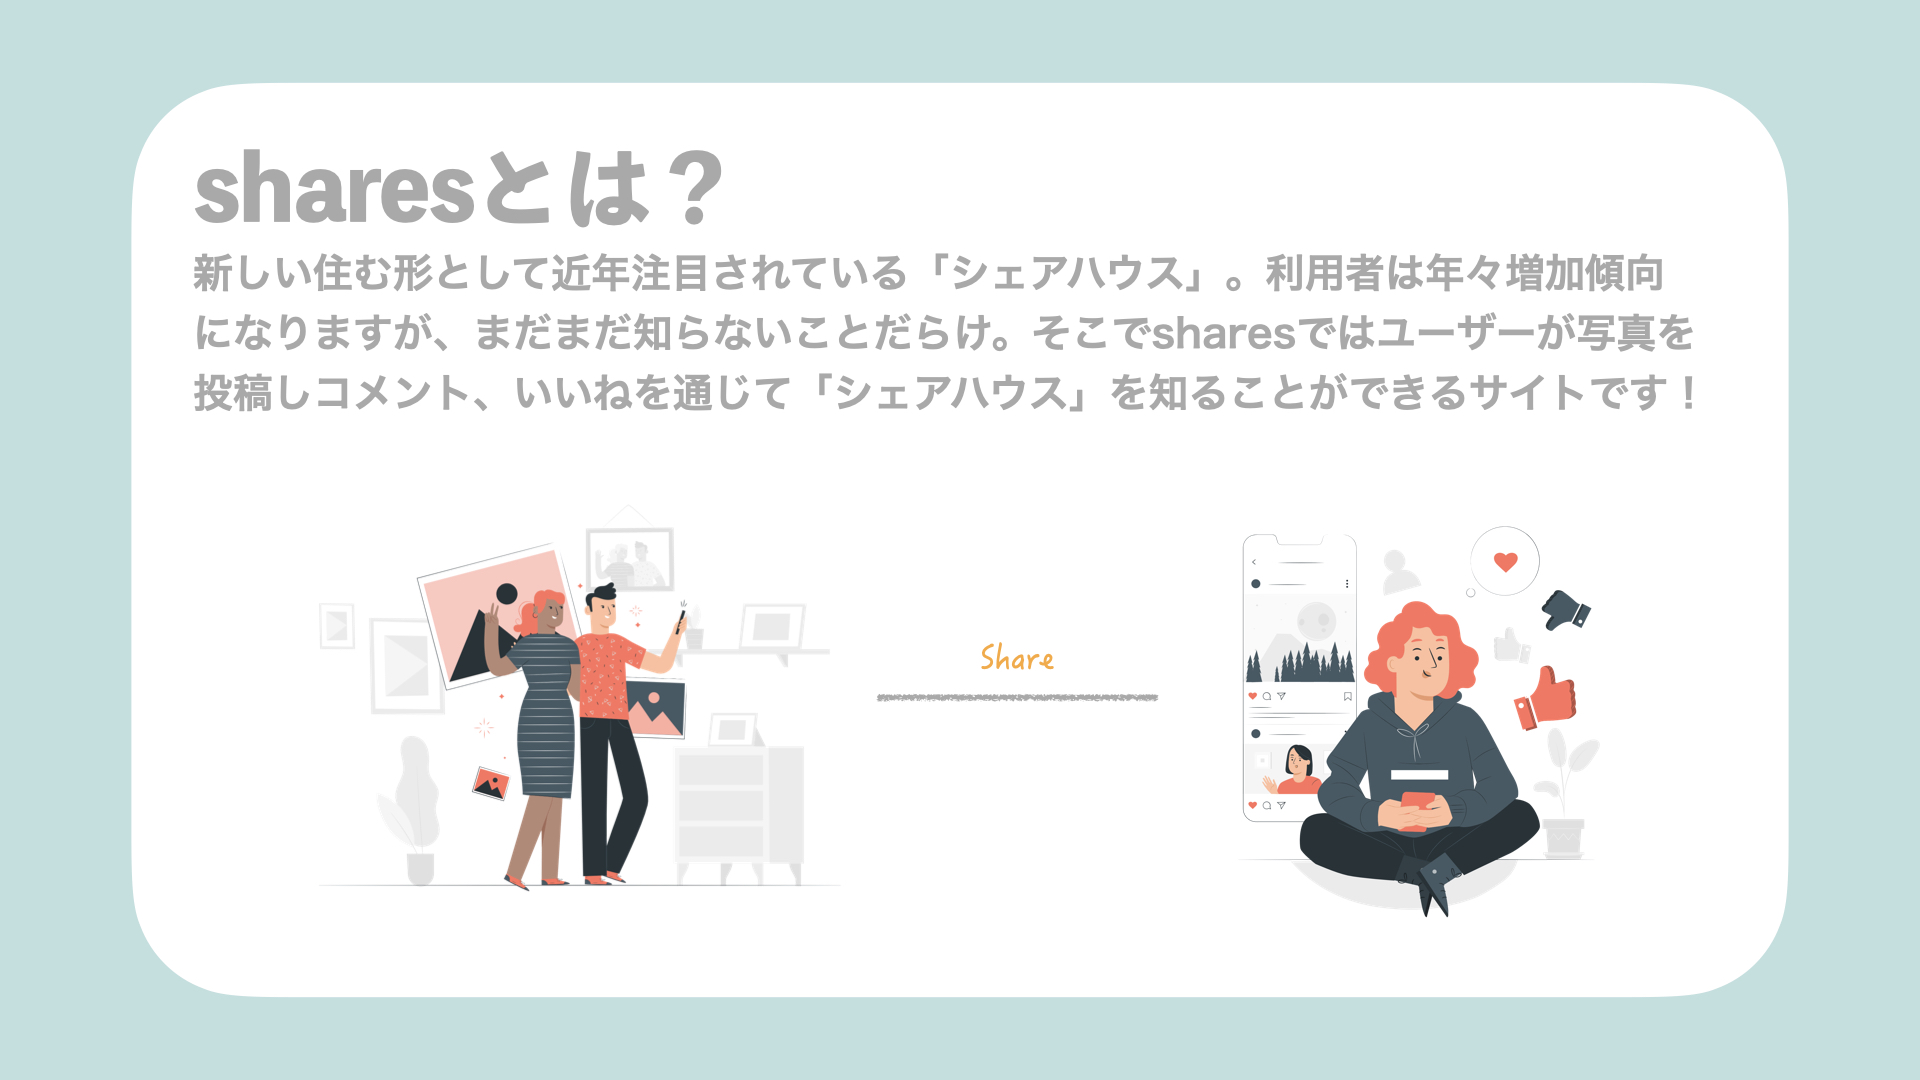 sharesとは？
新しい住む形として近年注目されている「シェアハウス」。利用者は年々増加傾向
になりますが、まだまだ知らないことだらけ。そこでsharesではユーザーが写真を
投稿しコメント、いいねを通じて「シェアハウス」を知ることができるサイトです！
Share